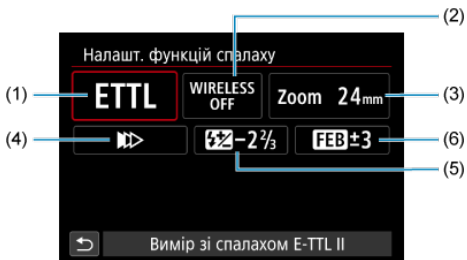 (2)
Налашт. функцій спалаху
(1) ETTL WIRELESS OFF Zoom 24mm (3)
(4) −2⅔ FEB±3 (6)
(5)
Вимір зі спалахом E-TTL II